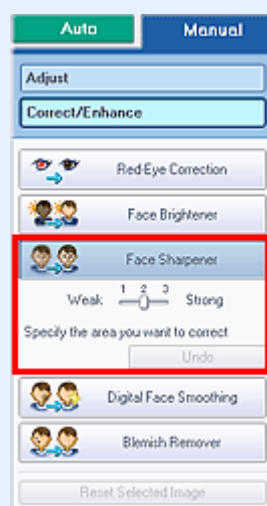 Auto Manual
Adjust
Correct/Enhance
Red-Eye Correction
Face Brightener
Face Sharpener
1 2 3
Weak Strong
Specify the area you want to correct
Undo
Digital Face Smoothing
Blemish Remover
Reset Selected Image